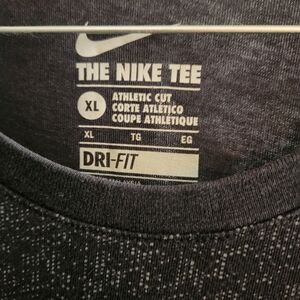 THE NIKE TEE
XL
ATHLETIC CUT
CORTE ATLÉTICO
COUPE ATHLÉTIQUE
XL TG EG
DRI-FIT